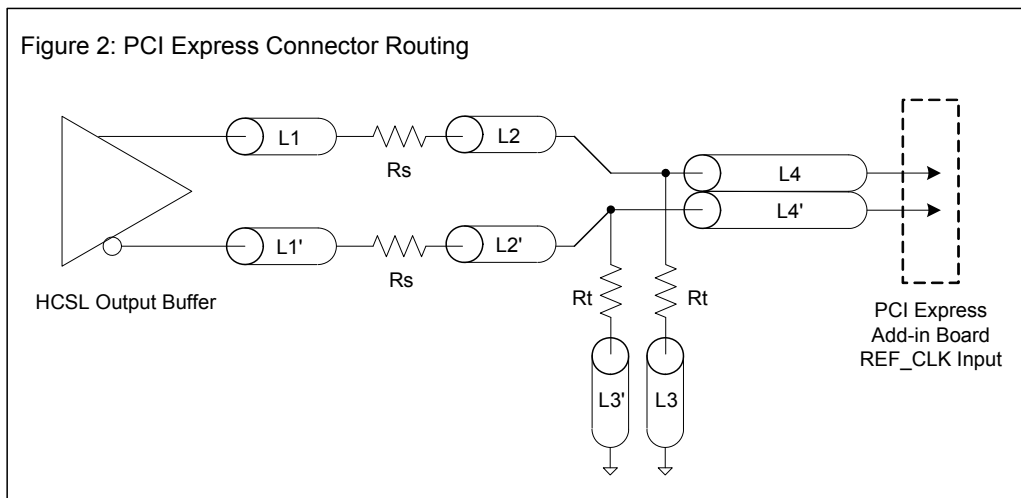 Figure 2: PCI Express Connector Routing
L1
Rs
L2
L4
L4'
L1'
Rs
L2'
HCSL Output Buffer
Rt
Rt
L3'
L3
PCI Express
Add-in Board
REF_CLK Input